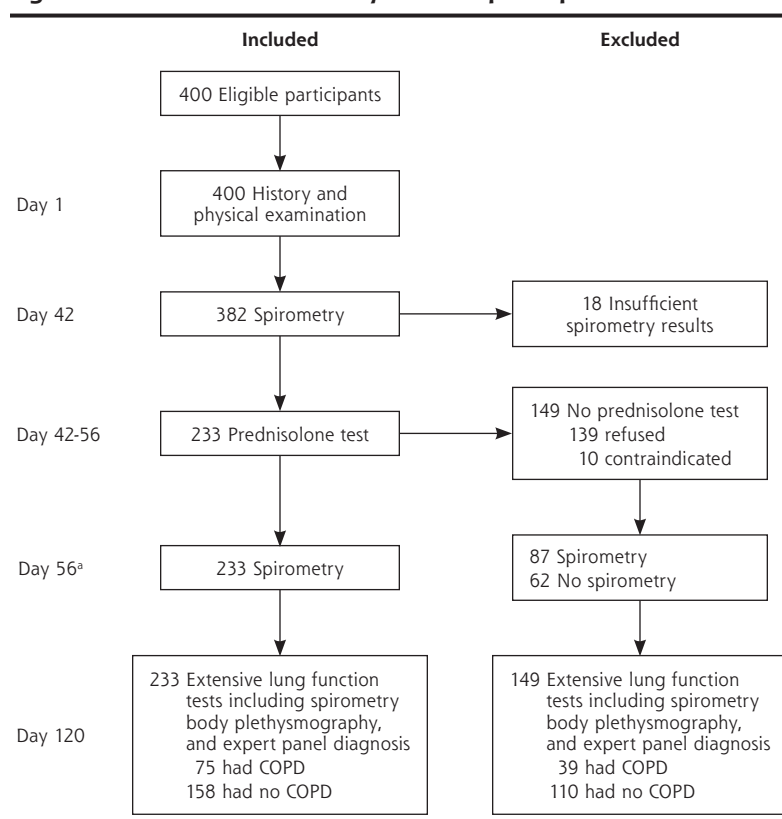 Included
Excluded
400 Eligible participants
Day 1
400 History and
physical examination
Day 42
382 Spirometry
18 Insufficient
spirometry results
Day 42-56
233 Prednisolone test
149 No prednisolone test
139 refused
10 contraindicated
Day 56ª
233 Spirometry
87 Spirometry
62 No spirometry
Day 120
233 Extensive lung function
tests including spirometry
body plethysmography,
and expert panel diagnosis
75 had COPD
158 had no COPD
149 Extensive lung function
tests including spirometry
body plethysmography,
and expert panel diagnosis
39 had COPD
110 had no COPD